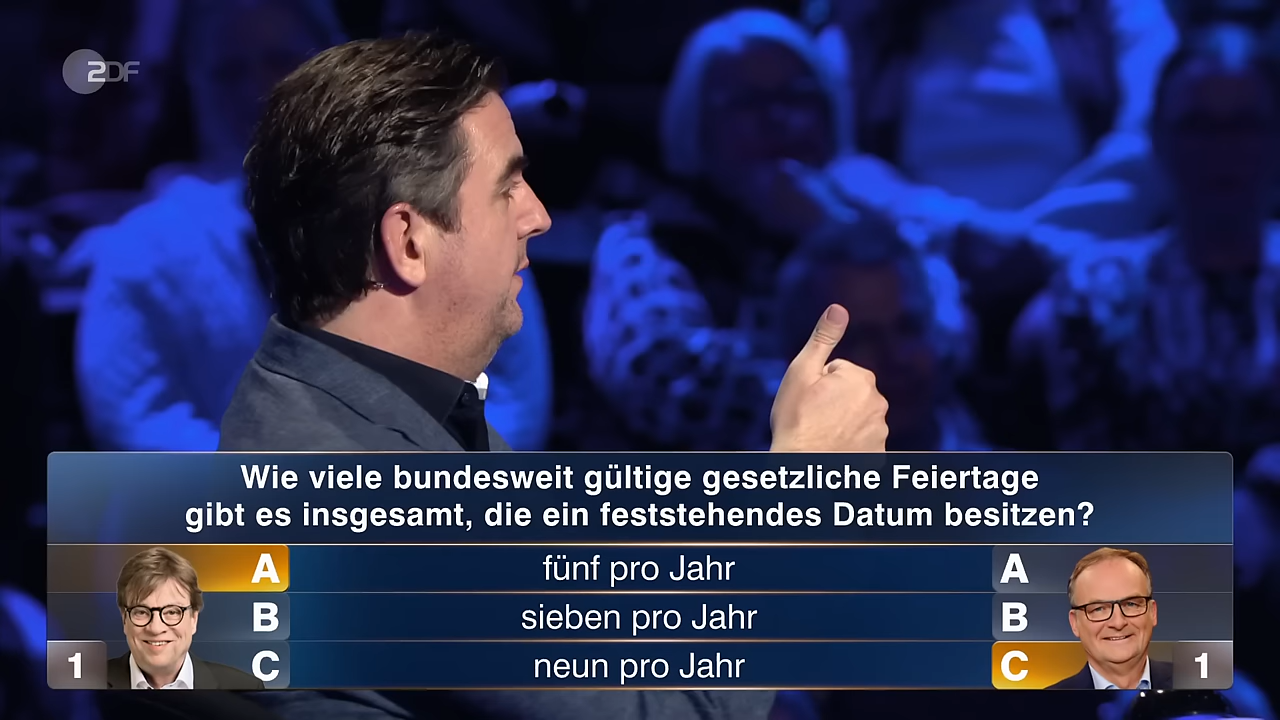 ZDF
Wie viele bundesweit gültige gesetzliche Feiertage
gibt es insgesamt, die ein feststehendes Datum besitzen?
A fünf pro Jahr A
B sieben pro Jahr B
1 C neun pro Jahr C 1